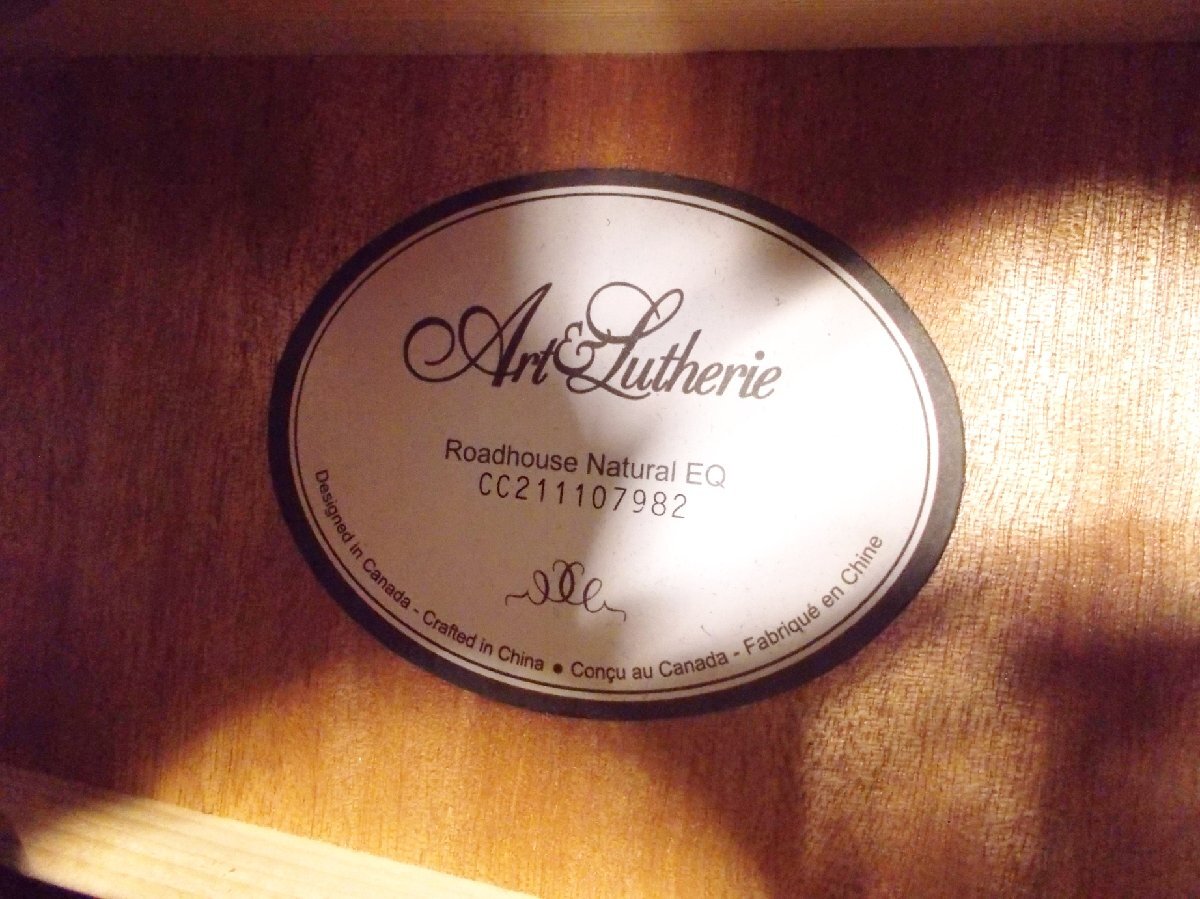 Art & Lutherie
Roadhouse Natural EQ
CC211107982
Designed in Canada - Crafted in China • Conçu au Canada - Fabriqué en Chine